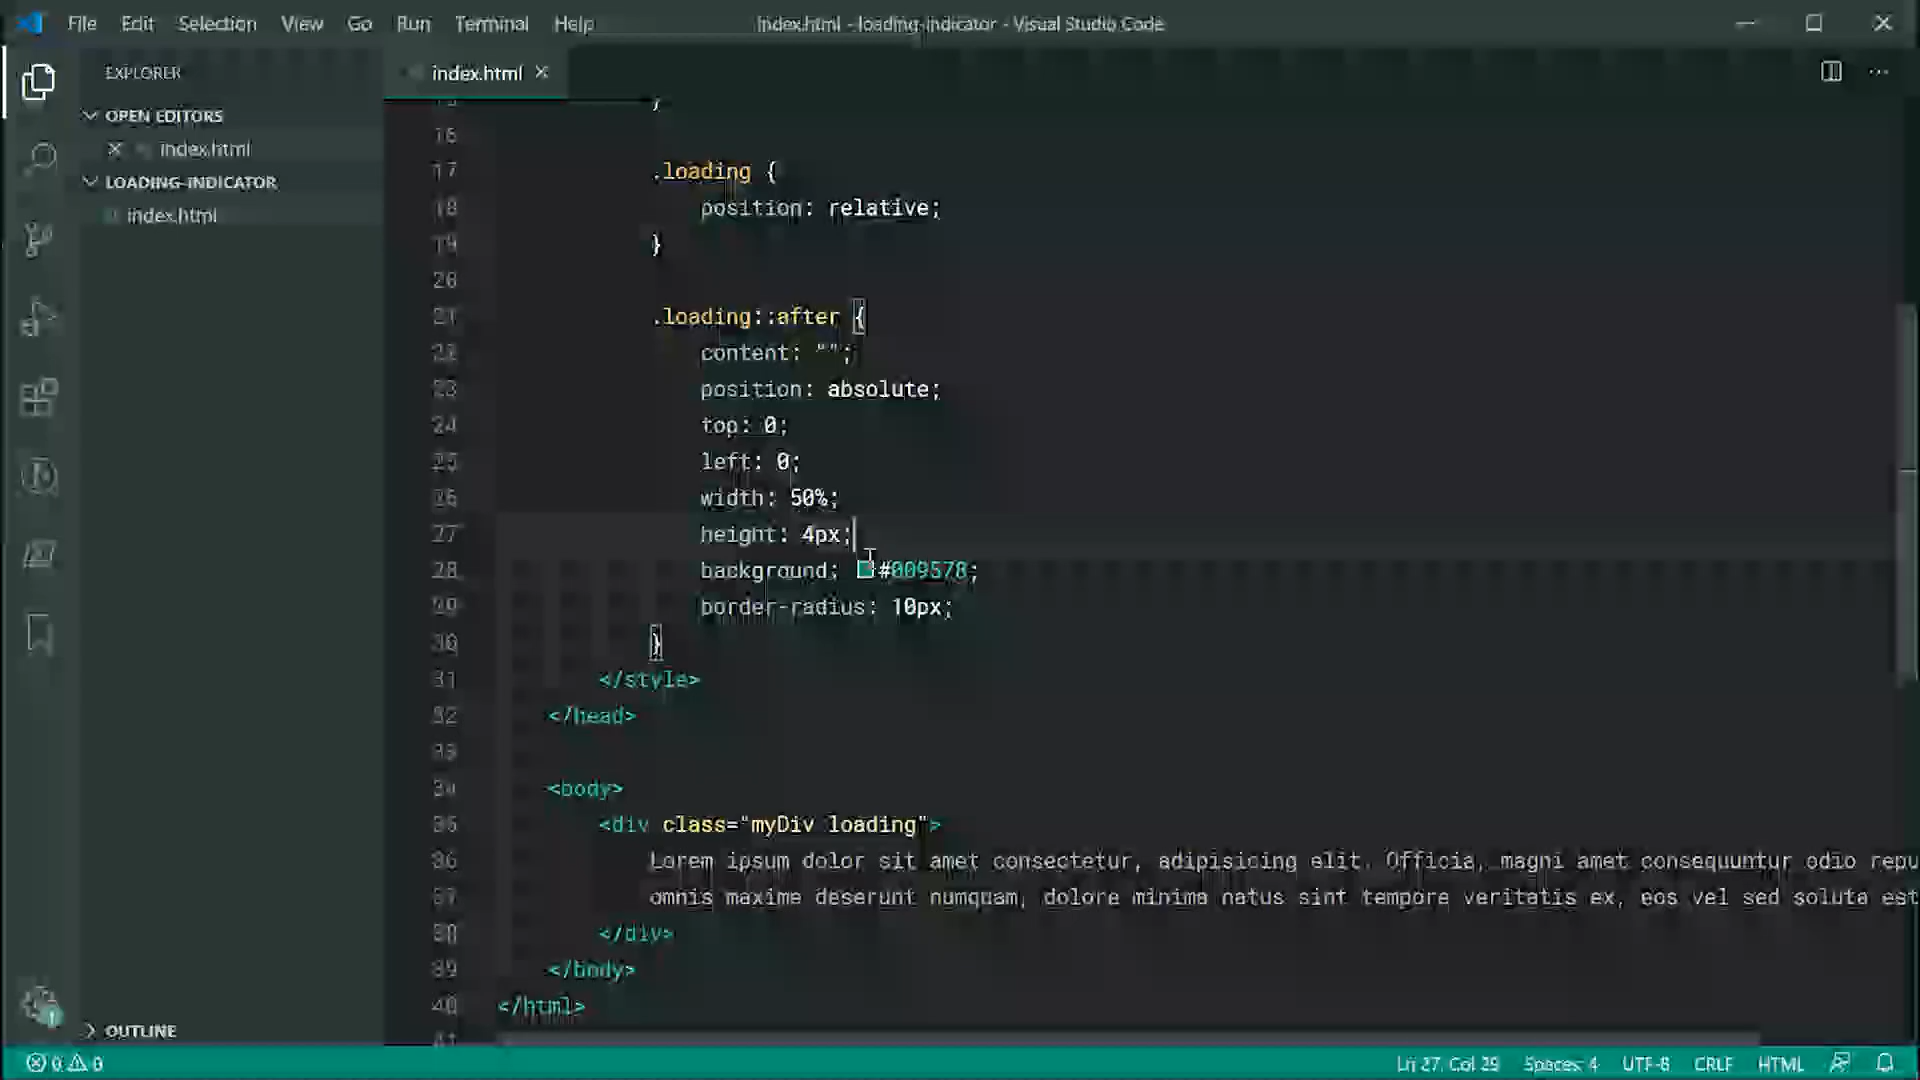 File Edit Selection View Go Run Terminal Help
index.html - loading-indicator - Visual Studio Code
EXPLORER
OPEN EDITORS
index.html
LOADING-INDICATOR
index.html
OUTLINE
index.html
16
17 .loading {
18 position: relative;
19 }
20
21 .loading::after {
22 content: "";
23 position: absolute;
24 top: 0;
25 left: 0;
26 width: 50%;
27 height: 4px;
28 background: #009578;
29 border-radius: 10px;
30 }
31 </style>
32 </head>
33
34 <body>
35 <div class="myDiv loading">
36 Lorem ipsum dolor sit amet consectetur, adipisicing elit. Officia, magni amet consequuntur odio repu
37 omnis maxime deserunt numquam, dolore minima natus sint tempore veritatis ex, eos vel sed soluta est
38 </div>
39 </body>
40 </html>
41
0 0
Ln 27, Col 29 Spaces: 4 UTF-8 CRLF HTML